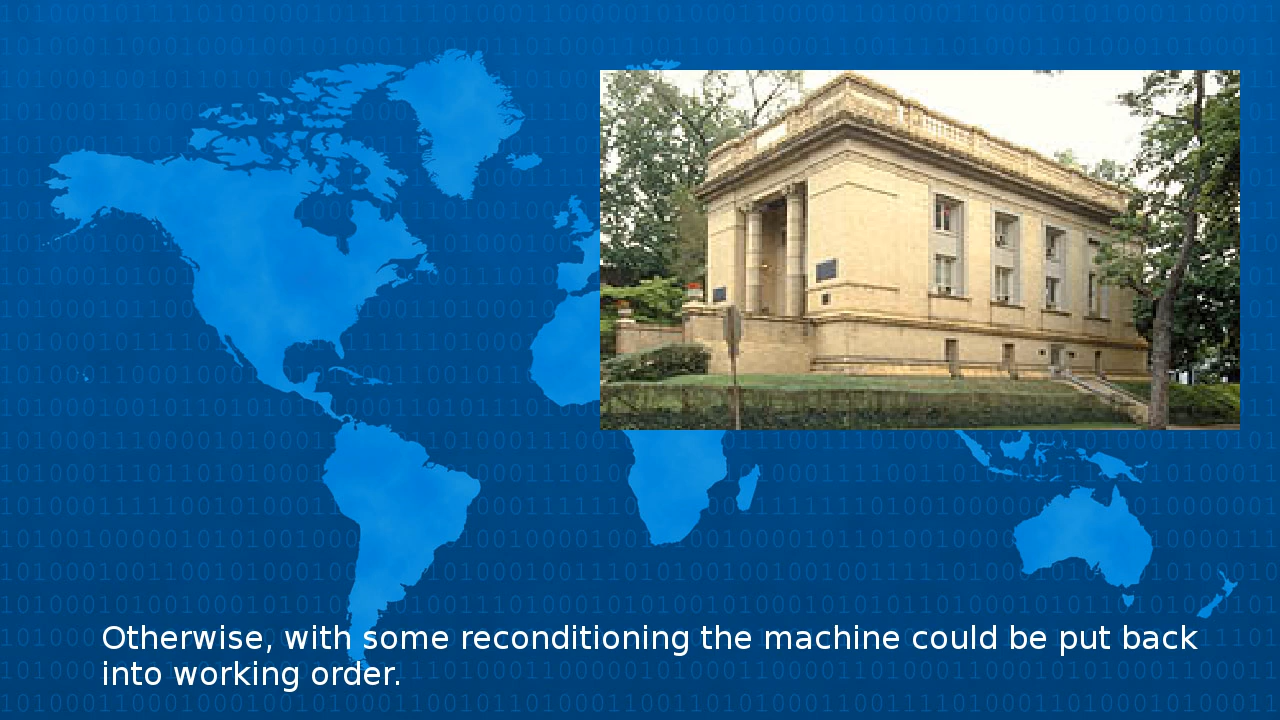 Otherwise, with some reconditioning the machine could be put back
into working order.